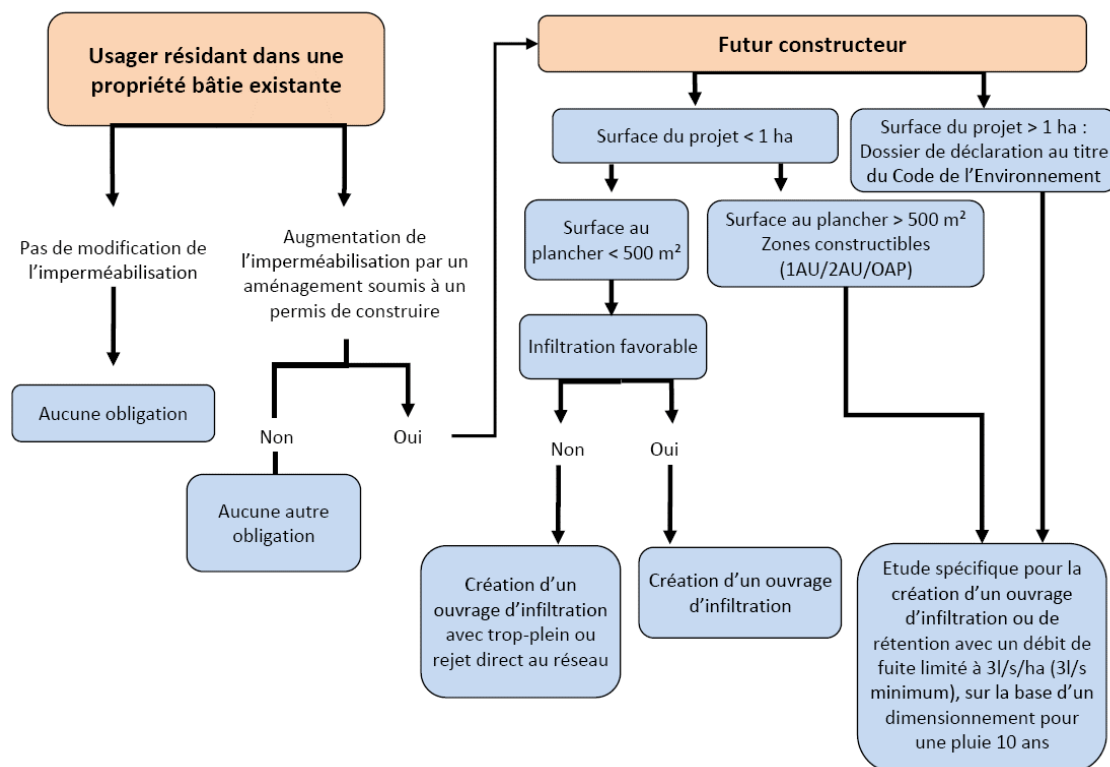 Usager résidant dans une
propriété bâtie existante
Pas de modification de
l'imperméabilisation
Aucune obligation
Augmentation de
l'imperméabilisation par un
aménagement soumis à un
permis de construire
Non
Oui
Aucune autre
obligation
Futur constructeur
Surface du projet < 1 ha
Surface du projet > 1 ha :
Dossier de déclaration au titre
du Code de l'Environnement
Surface au
plancher < 500 m²
Surface au plancher > 500 m²
Zones constructibles
(1AU/2AU/OAP)
Infiltration favorable
Non
Oui
Création d'un
ouvrage d'infiltration
avec trop-plein ou
rejet direct au réseau
Création d'un ouvrage
d'infiltration
Etude spécifique pour la
création d'un ouvrage
d'infiltration ou de
rétention avec un débit de
fuite limité à 3l/s/ha (3l/s
minimum), sur la base d'un
dimensionnement pour
une pluie 10 ans